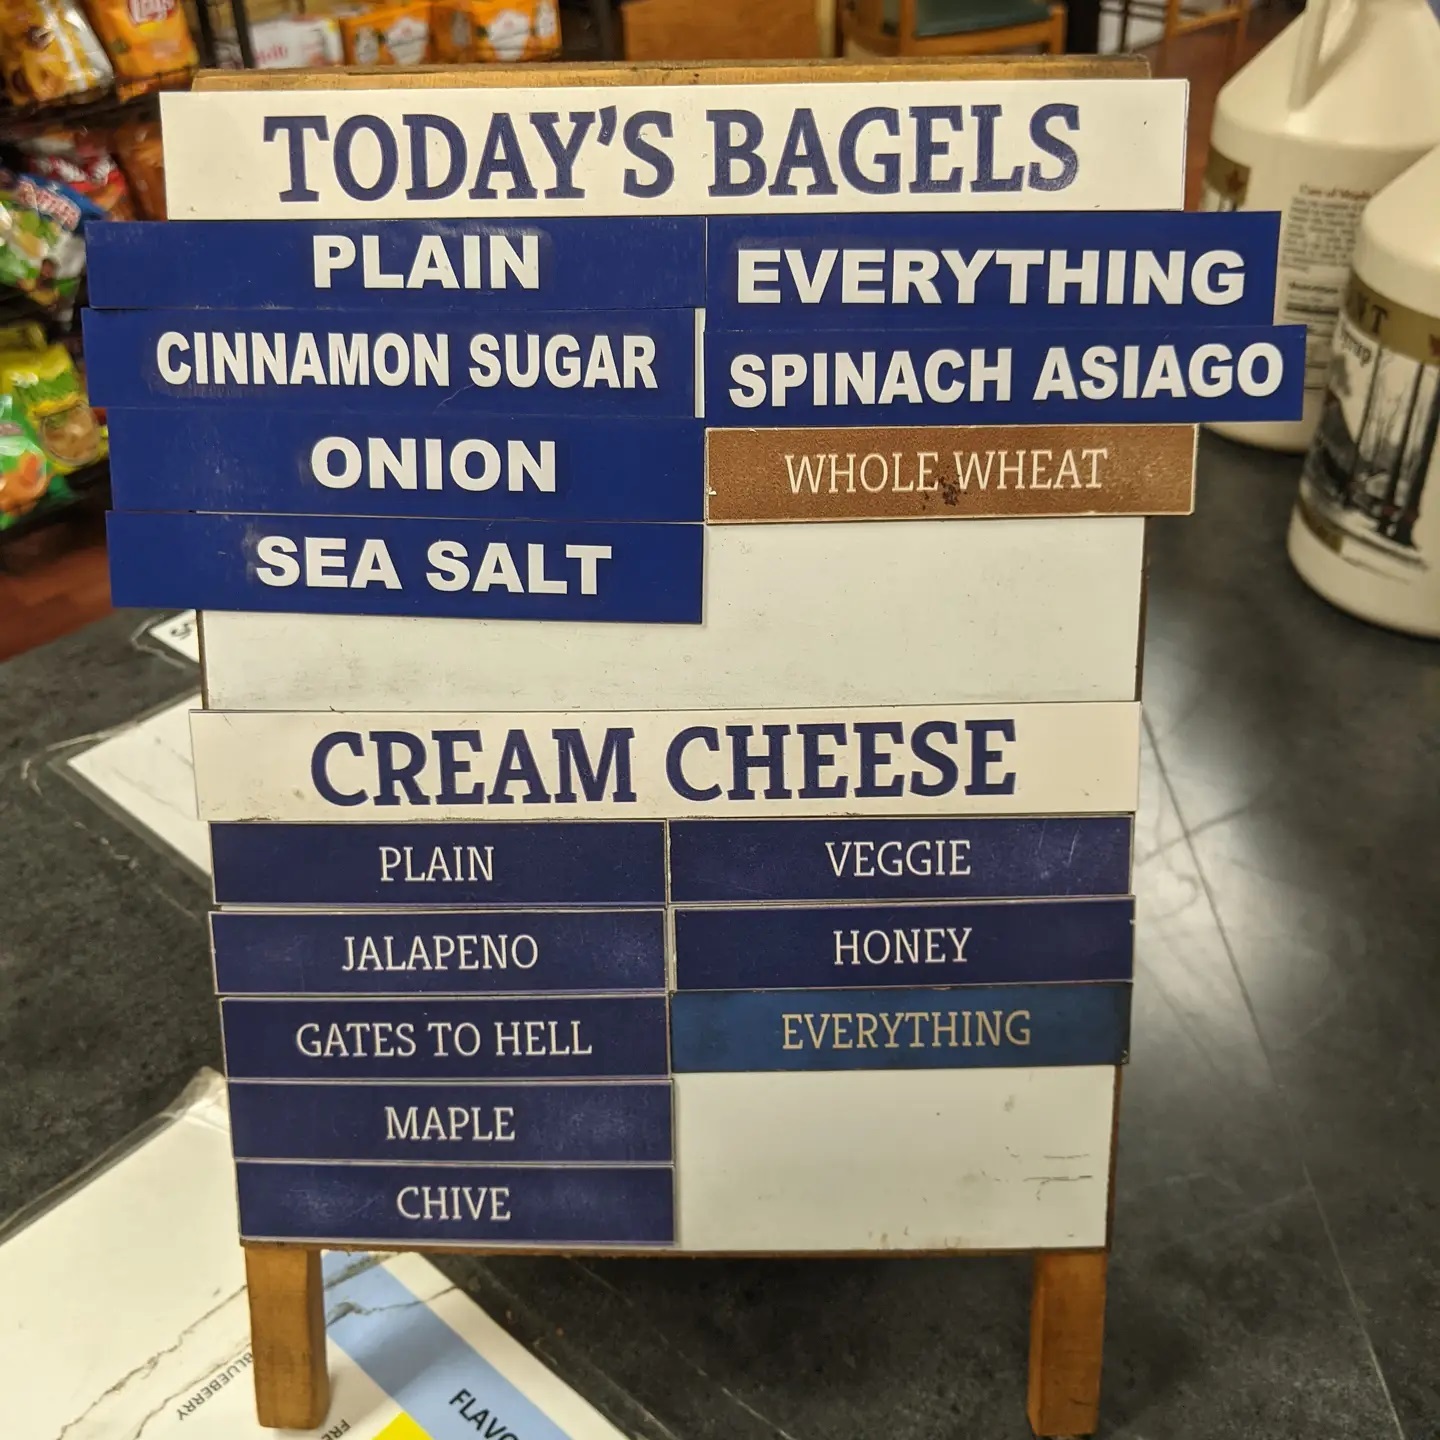 TODAY'S BAGELS
PLAIN
EVERYTHING
CINNAMON SUGAR
SPINACH ASIAGO
ONION
WHOLE WHEAT
SEA SALT
CREAM CHEESE
PLAIN
VEGGIE
JALAPENO
HONEY
GATES TO HELL
EVERYTHING
MAPLE
CHIVE
BLUEBERRY